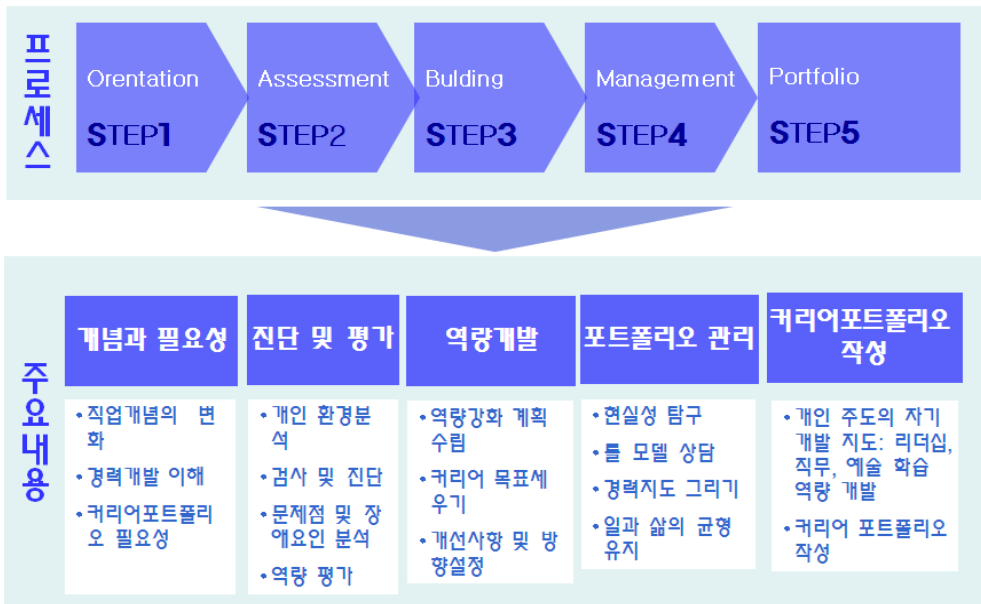 프로세스
Orentation
STEP1
Assessment
STEP2
Bulding
STEP3
Management
STEP4
Portfolio
STEP5
주요내용
개념과 필요성
• 직업개념의 변
화
• 경력개발 이해
• 커리어포트폴리
오 필요성
진단 및 평가
• 개인 환경분
석
• 검사 및 진단
• 문제점 및 장
애요인 분석
• 역량 평가
역량개발
• 역량강화 계획
수립
• 커리어 목표세
우기
• 개선사항 및 방
향설정
포트폴리오 관리
• 현실성 탐구
• 롤 모델 상담
• 경력지도 그리기
• 일과 삶의 균형
유지
커리어포트폴리오
작성
• 개인 주도의 자기
개발 지도: 리더십,
직무, 예술 학습
역량 개발
• 커리어 포트폴리오
작성